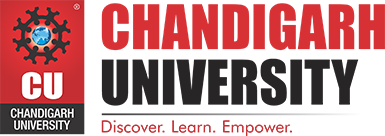 ®
CU
CHANDIGARH
UNIVERSITY
CHANDIGARH
UNIVERSITY
Discover. Learn. Empower.